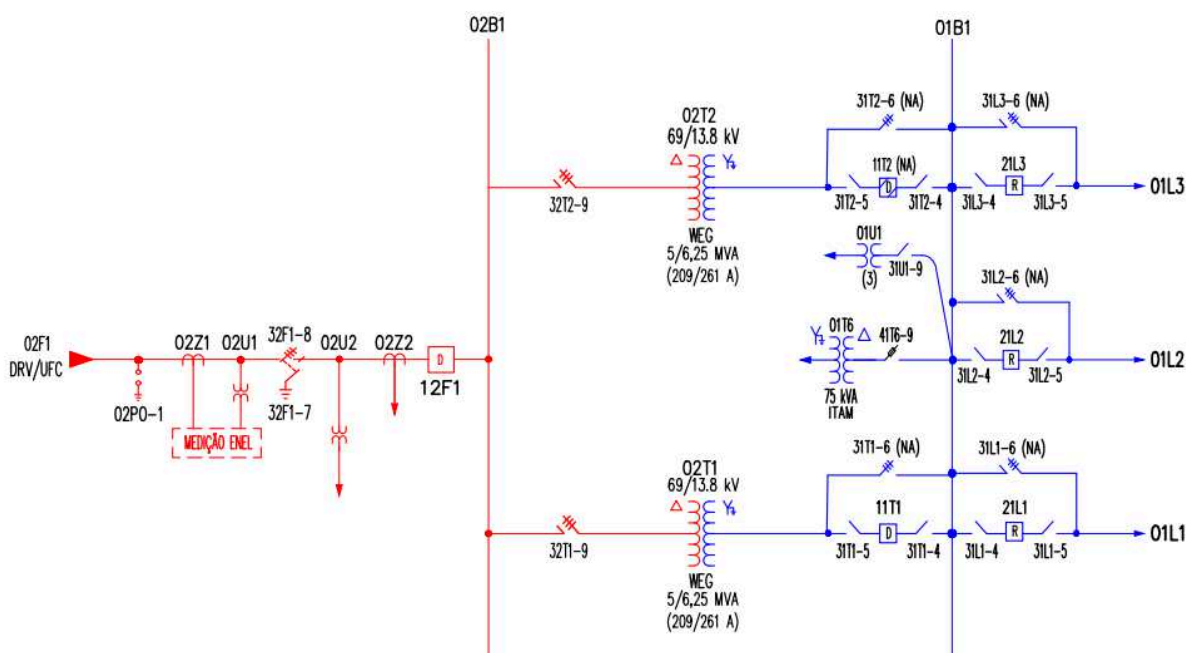 02B1
01B1
31T2-6 (NA)
31L3-6 (NA)
02T2
69/13.8 kV
11T2 (NA)
21L3
D
R
32T2-9
31T2-5
31T2-4
31L3-4
31L3-5
01L3
WEG
5/6,25 MVA
(209/261 A)
01U1
31U1-9
(3)
31L2-6 (NA)
02F1
DRV/UFC
02Z1
02U1
32F1-8
02U2
02Z2
D
12F1
01T6
41T6-9
21L2
R
31L2-4
31L2-5
01L2
75 kVA
ITAM
02PO-1
32F1-7
MEDIÇÃO ENEL
31T1-6 (NA)
31L1-6 (NA)
02T1
69/13.8 kV
11T1
21L1
D
R
32T1-9
31T1-5
31T1-4
31L1-4
31L1-5
01L1
WEG
5/6,25 MVA
(209/261 A)